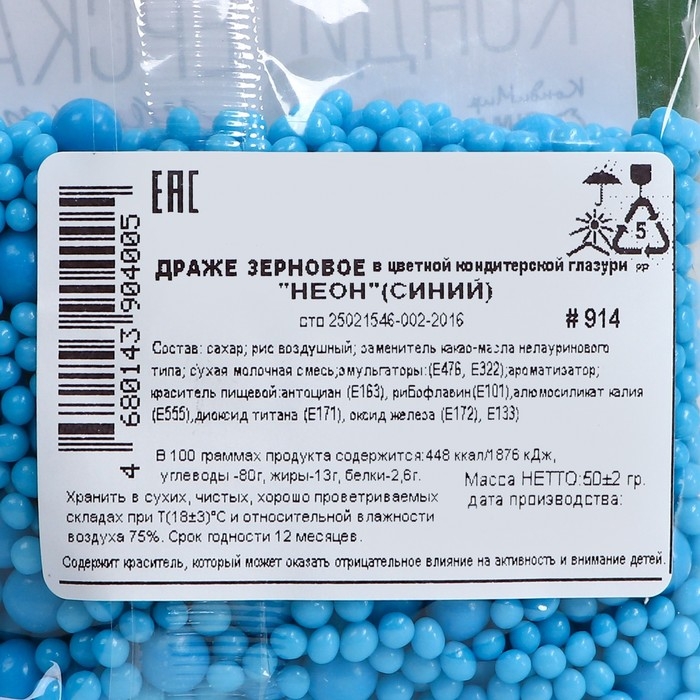 КОНДИТЕРСКА
КондиМир
EAC
5
PP
ДРАЖЕ ЗЕРНОВОЕ в цветной кондитерской глазури
"НЕОН"(СИНИЙ)
сто 25021546-002-2016
# 914
Состав: сахар; рис воздушный; заменитель какао-масла нелауринового
типа; сухая молочная смесь;эмульгаторы:(Е476, Е322);ароматизатор;
краситель пищевой:антоциан (Е163), рибофлавин(Е101),алюмосиликат калия
(Е555),диоксид титана (Е171), оксид железа (Е172), Е133)
В 100 граммах продукта содержится:448 ккал/1876 кДж,
углеводы -80г, жиры-13г, белки-2,6г.
Масса НЕТТО:50±2 гр.
дата производства:
Хранить в сухих, чистых, хорошо проветриваемых
складах при Т(18±3)°С и относительной влажности
воздуха 75%. Срок годности 12 месяцев.
Содержит краситель, который может оказать отрицательное влияние на активность и внимание детей.
4 680143 904005